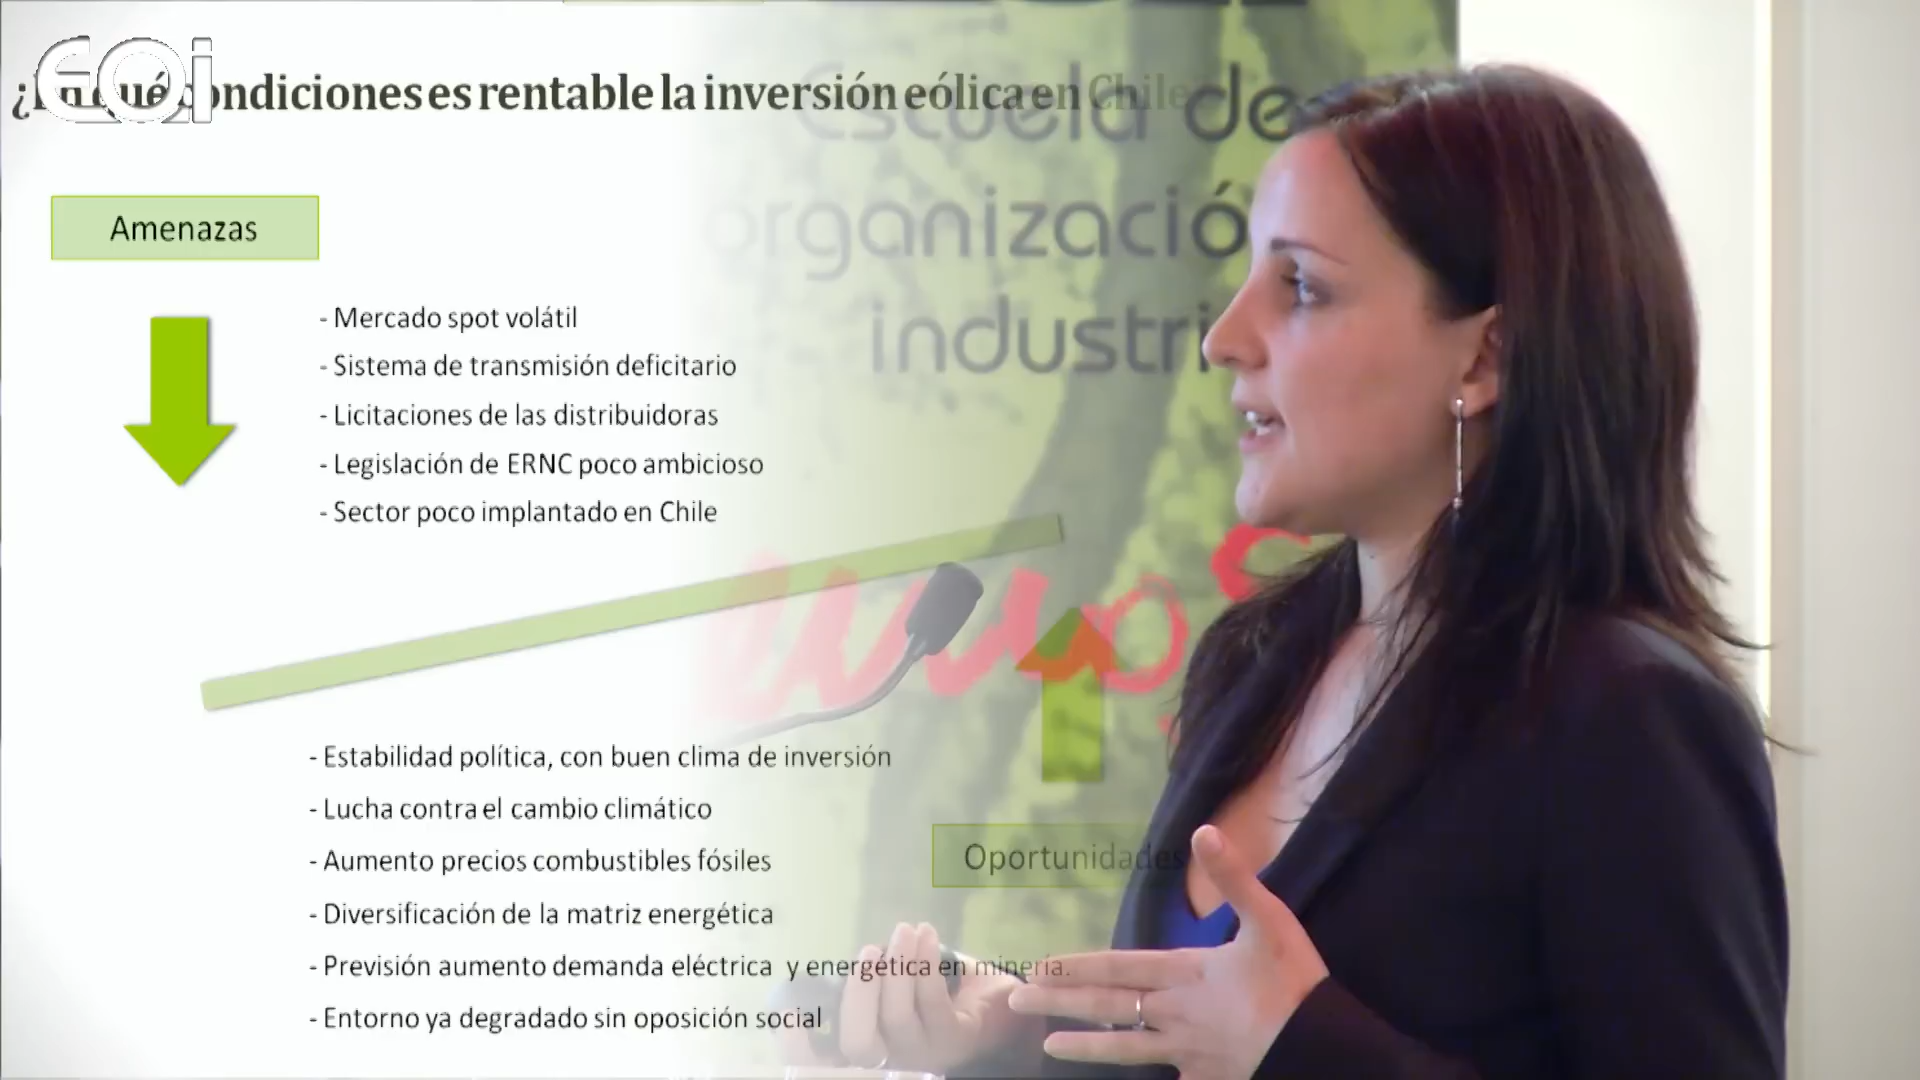 eoi
¿En qué condiciones es rentable la inversión eólica en Chile
Escuela de
organizació
industri
Amenazas
- Mercado spot volátil
- Sistema de transmisión deficitario
- Licitaciones de las distribuidoras
- Legislación de ERNC poco ambicioso
- Sector poco implantado en Chile
- Estabilidad política, con buen clima de inversión
- Lucha contra el cambio climático
- Aumento precios combustibles fósiles
- Diversificación de la matriz energética
- Previsión aumento demanda eléctrica y energética en minería.
- Entorno ya degradado sin oposición social
Oportunidades